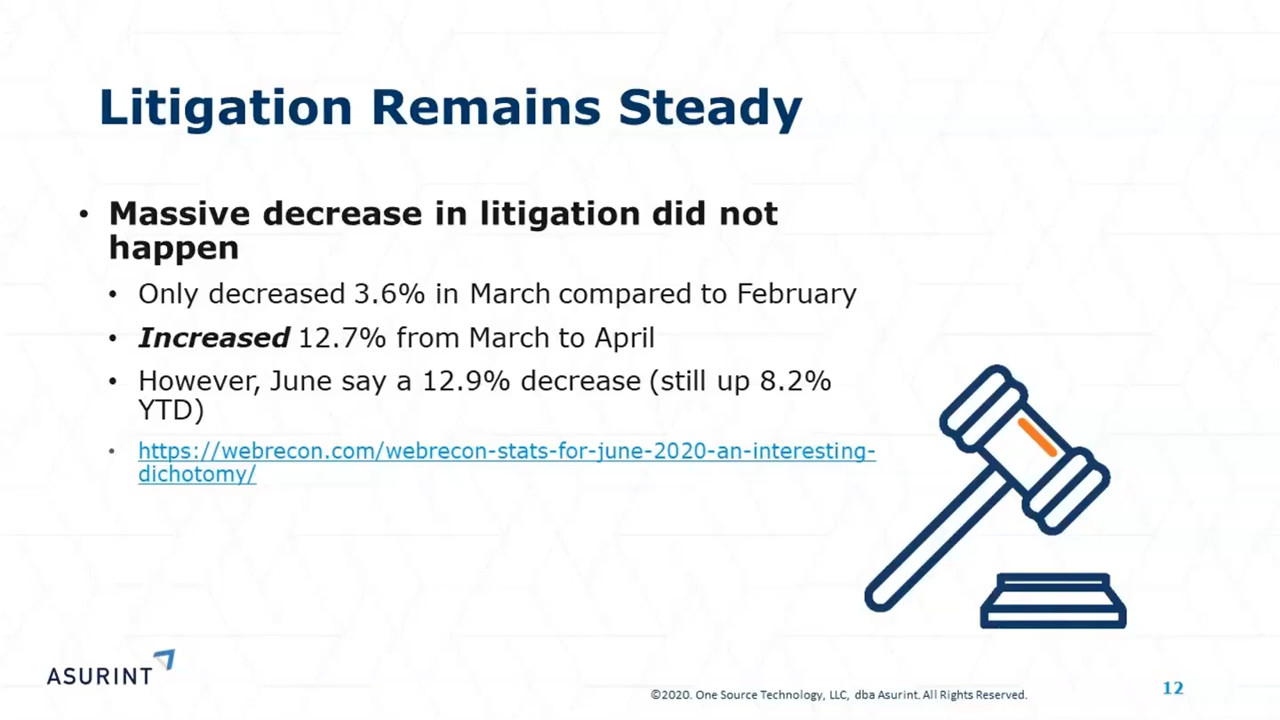 Litigation Remains Steady
• Massive decrease in litigation did not
happen
• Only decreased 3.6% in March compared to February
• Increased 12.7% from March to April
• However, June say a 12.9% decrease (still up 8.2%
YTD)
• https://webrecon.com/webrecon-stats-for-june-2020-an-interesting-
dichotomy/
ASURINT
©2020. One Source Technology, LLC, dba Asurint. All Rights Reserved.
12